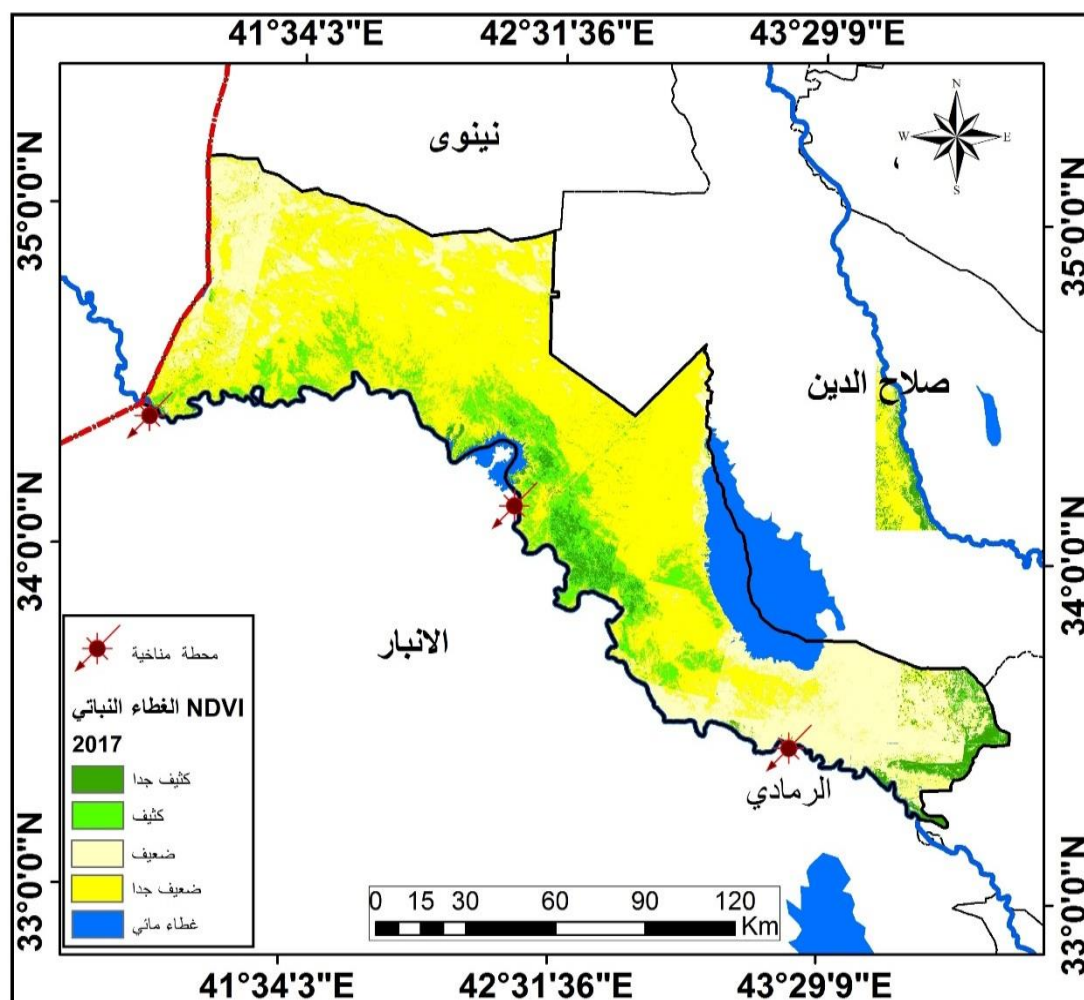 41°34'3"E 42°31'36"E 43°29'9"E
35°0'0"N
35°0'0"N
34°0'0"N
34°0'0"N
33°0'0"N
33°0'0"N
N
W E
S
نينوى
،
صلاح الدين
الانبار
الرمادي
محطة مناخية
الغطاء النباتي NDVI
2017
كثيف جدا
كثيف
ضعيف
ضعيف جدا
غطاء مائي
0 15 30 60 90 120
Km
41°34'3"E 42°31'36"E 43°29'9"E